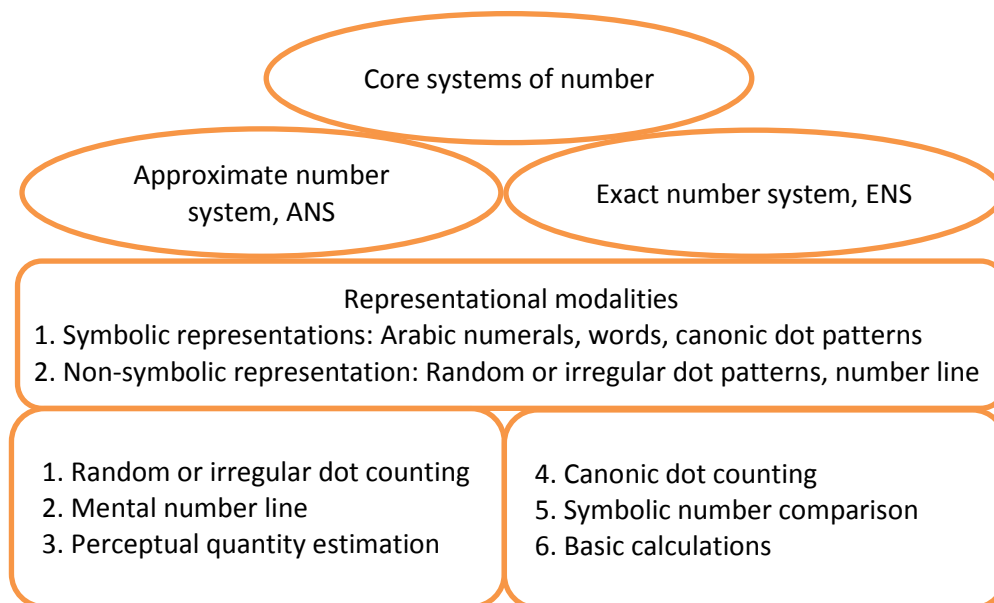 Core systems of number
Approximate number
system, ANS
Exact number system, ENS
Representational modalities
1. Symbolic representations: Arabic numerals, words, canonic dot patterns
2. Non-symbolic representation: Random or irregular dot patterns, number line
1. Random or irregular dot counting
2. Mental number line
3. Perceptual quantity estimation
4. Canonic dot counting
5. Symbolic number comparison
6. Basic calculations